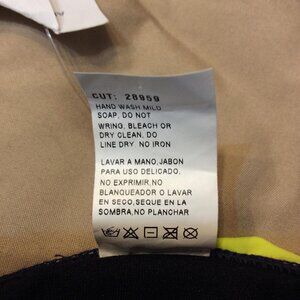 CUT: 28959
HAND WASH.MILD
SOAP, DO NOT
WRING, BLEACH OR
DRY CLEAN, DO
LINE DRY NO IRON
LAVAR A MANO,JABON
PARA USO DELICADO,
NO EXPRIMIR,NO
BLANQUEADOR O LAVAR
EN SECO,SEQUE EN LA
SOMBRA,NO PLANCHAR